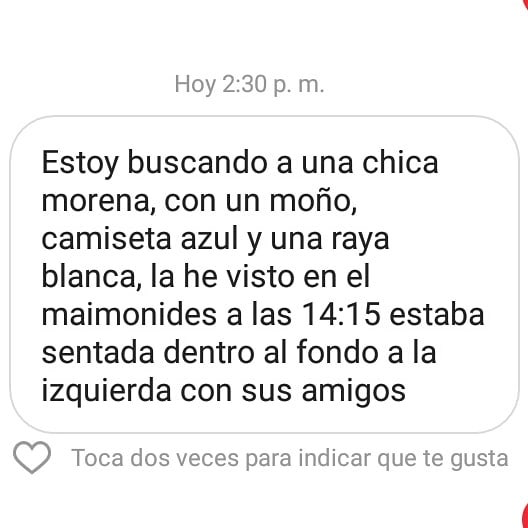 Hoy 2:30 p. m.
Estoy buscando a una chica
morena, con un moño,
camiseta azul y una raya
blanca, la he visto en el
maimonides a las 14:15 estaba
sentada dentro al fondo a la
izquierda con sus amigos
Toca dos veces para indicar que te gusta